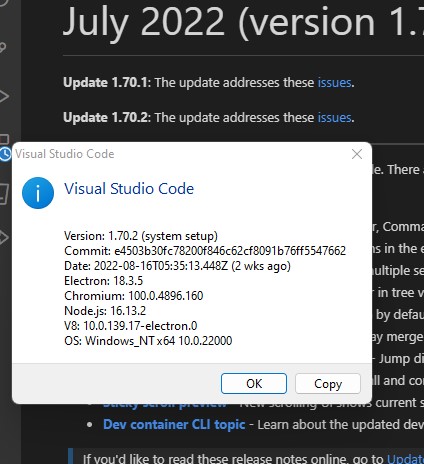 July 2022 (version 1.
Update 1.70.1: The update addresses these issues.
Update 1.70.2: The update addresses these issues.
Visual Studio Code
Visual Studio Code
Version: 1.70.2 (system setup)
Commit: e4503b30fc78200f846c62cf8091b76ff5547662
Date: 2022-08-16T05:35:13.448Z (2 wks ago)
Electron: 18.3.5
Chromium: 100.0.4896.160
Node.js: 16.13.2
V8: 10.0.139.17-electron.0
OS: Windows_NT x64 10.0.22000
OK
Copy
le. There a
r, Comma
ns in the e
ultiple se
r in tree v
by defau
ay merge
- Jump di
ll and co
Sticky scroll preview - New scrolling UI shows current s
• Dev container CLI topic - Learn about the updated dev
If you'd like to read these release notes online, go to Updat